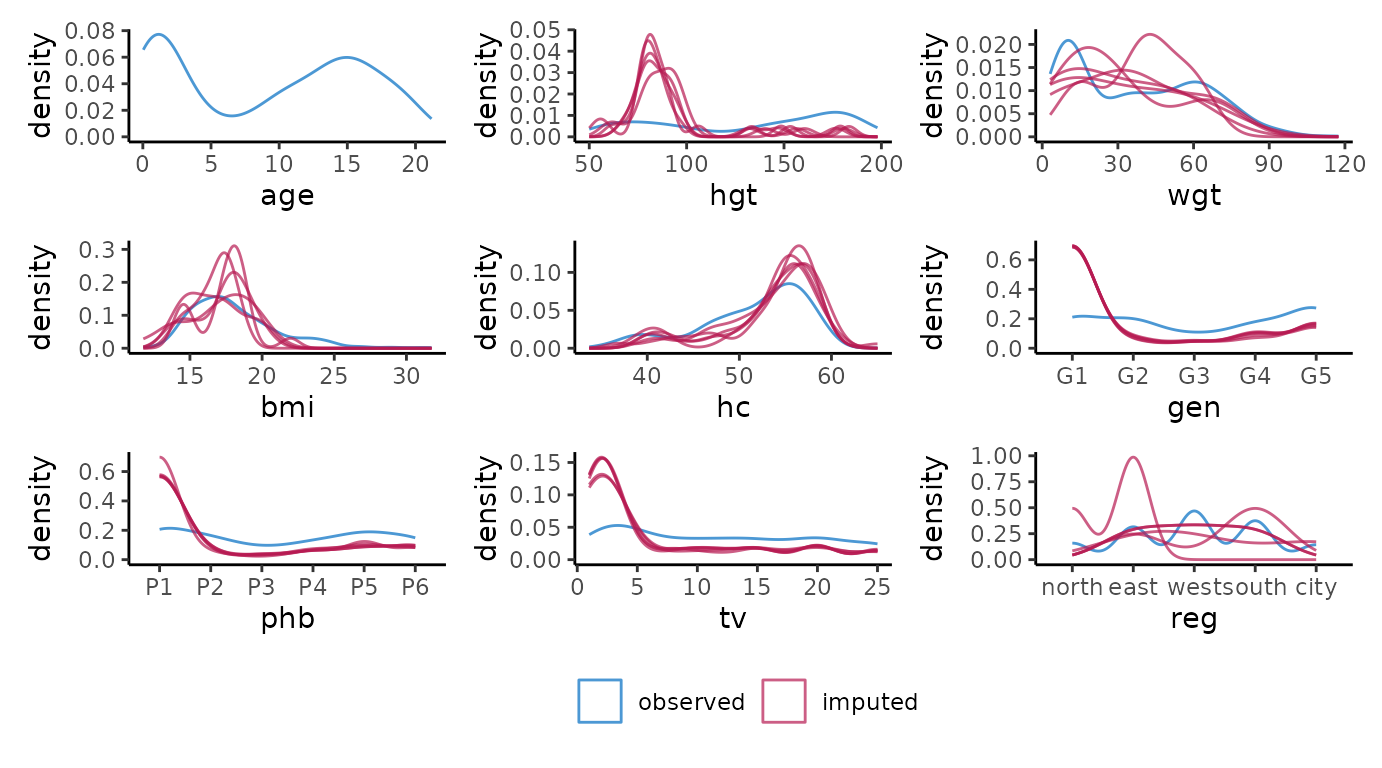 density
0.08
0.06
0.04
0.02
0.00
0 5 10 15 20
age
density
0.05
0.04
0.03
0.02
0.01
0.00
50 100 150 200
hgt
density
0.020
0.015
0.010
0.005
0.000
0 30 60 90 120
wgt
density
0.3
0.2
0.1
0.0
15 20 25 30
bmi
density
0.10
0.05
0.00
40 50 60
hc
density
0.6
0.4
0.2
0.0
G1 G2 G3 G4 G5
gen
density
0.6
0.4
0.2
0.0
P1 P2 P3 P4 P5 P6
phb
density
0.15
0.10
0.05
0.00
0 5 10 15 20 25
tv
density
1.00
0.75
0.50
0.25
0.00
north east west south city
reg
observed imputed